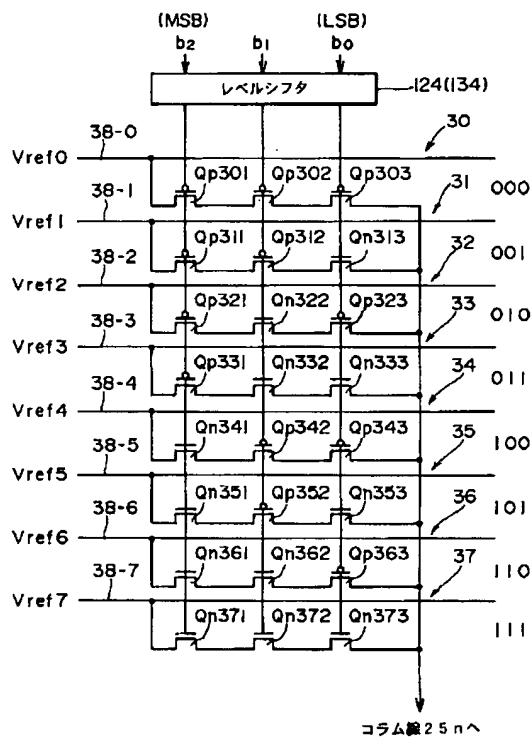 (MSB) (LSB)
b2 b1 b0
レベルシフタ 124(134)
38-0 30
Vref0
Qp301 Qp302 Qp303
38-1 31 000
Vref1
Qp311 Qp312 Qn313
38-2 32 001
Vref2
Qp321 Qn322 Qp323
38-3 33 010
Vref3
Qp331 Qn332 Qn333
38-4 34 011
Vref4
Qn341 Qp342 Qp343
38-5 35 100
Vref5
Qn351 Qp352 Qn353
38-6 36 101
Vref6
Qn361 Qn362 Qp363
38-7 37 110
Vref7
Qn371 Qn372 Qn373
111
コラム線25nへ